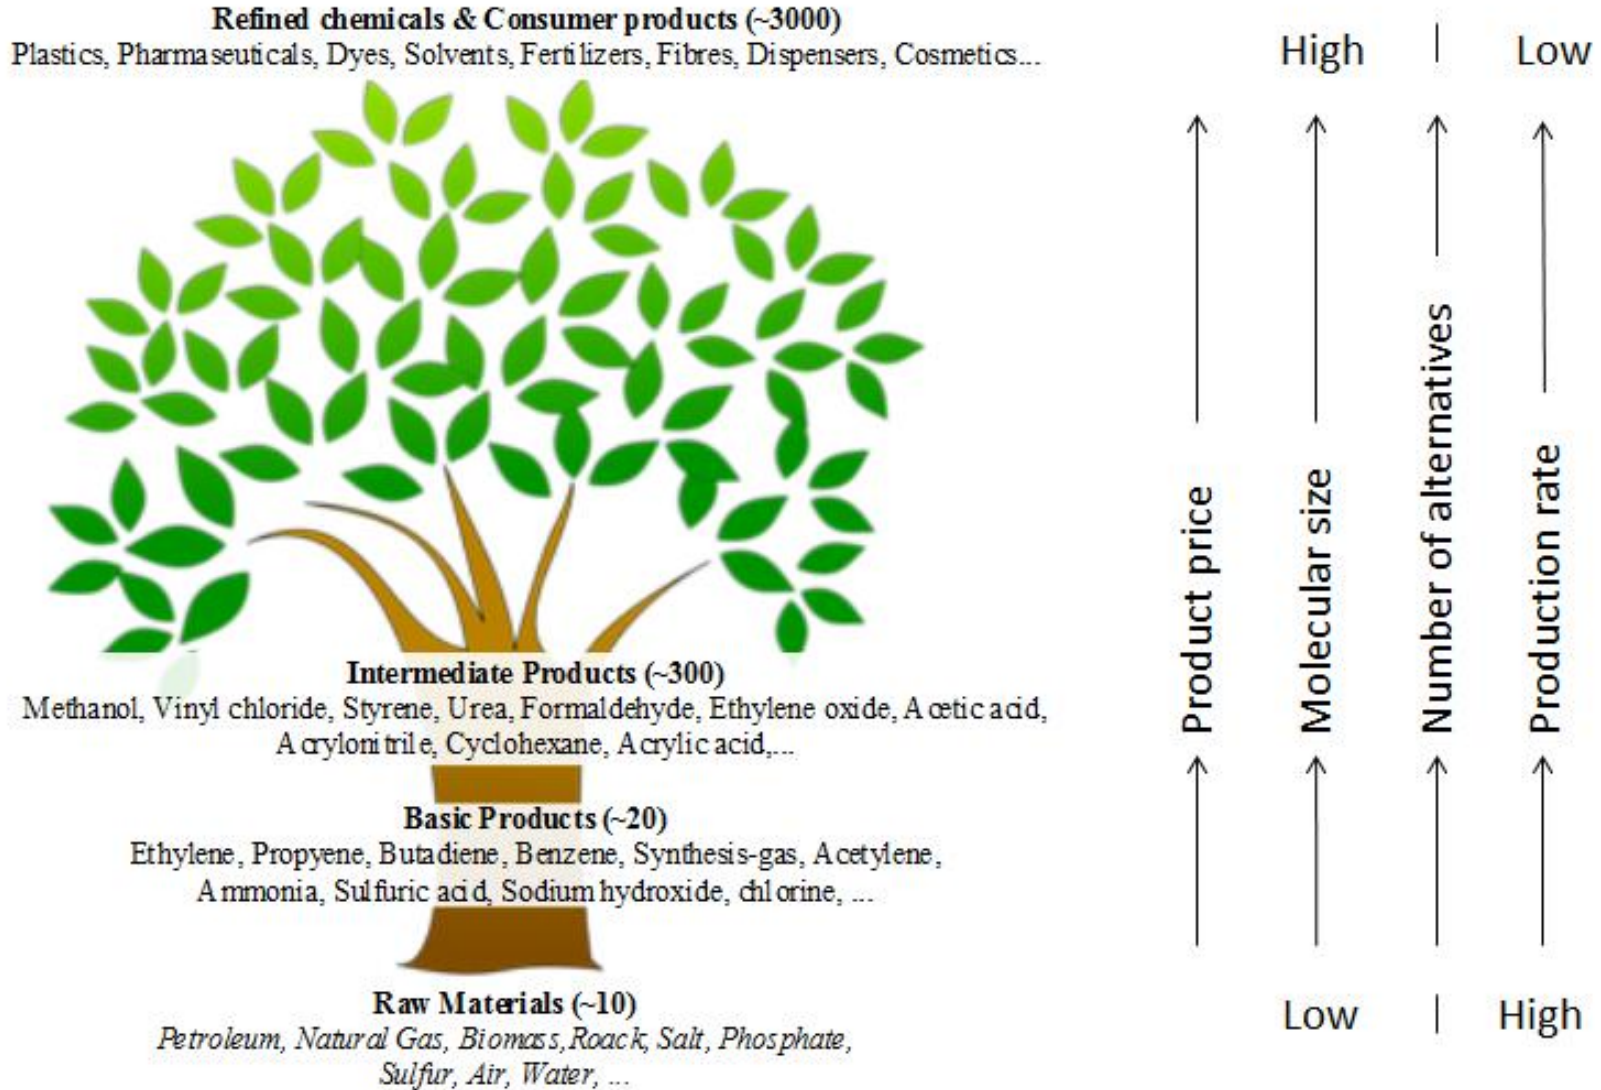 Refined chemicals & Consumer products (~3000)
Plastics, Pharmaseuticals, Dyes, Solvents, Fertilizers, Fibres, Dispensers, Cosmetics...
Intermediate Products (~300)
Methanol, Vinyl chloride, Styrene, Urea, Formaldehyde, Ethylene oxide, Acetic acid,
Acrylonitrile, Cyclohexane, Acrylic acid,...
Basic Products (~20)
Ethylene, Propyene, Butadiene, Benzene, Synthesis-gas, Acetylene,
Ammonia, Sulfuric acid, Sodium hydroxide, chlorine, ...
Raw Materials (~10)
Petroleum, Natural Gas, Biomass,Roack, Salt, Phosphate,
Sulfur, Air, Water, ...
High | Low
Product price
Molecular size
Number of alternatives
Production rate
Low | High